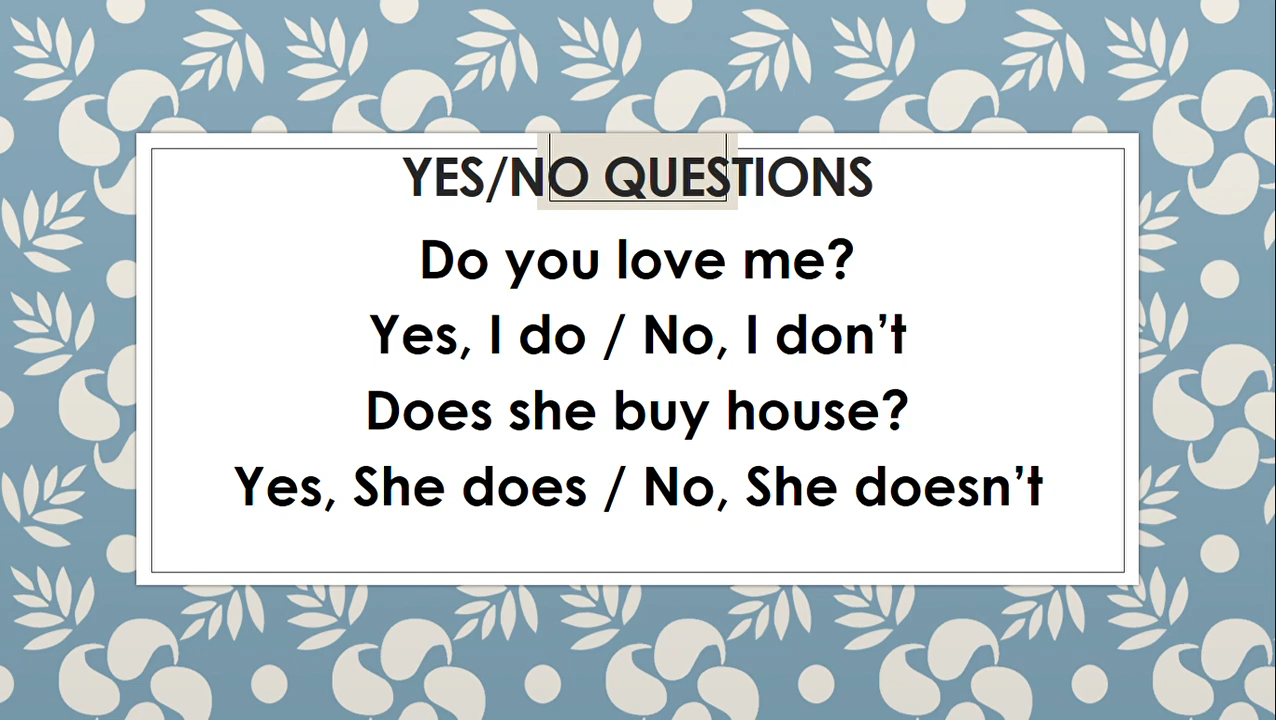 YES/NO QUESTIONS
Do you love me?
Yes, I do / No, I don’t
Does she buy house?
Yes, She does / No, She doesn’t